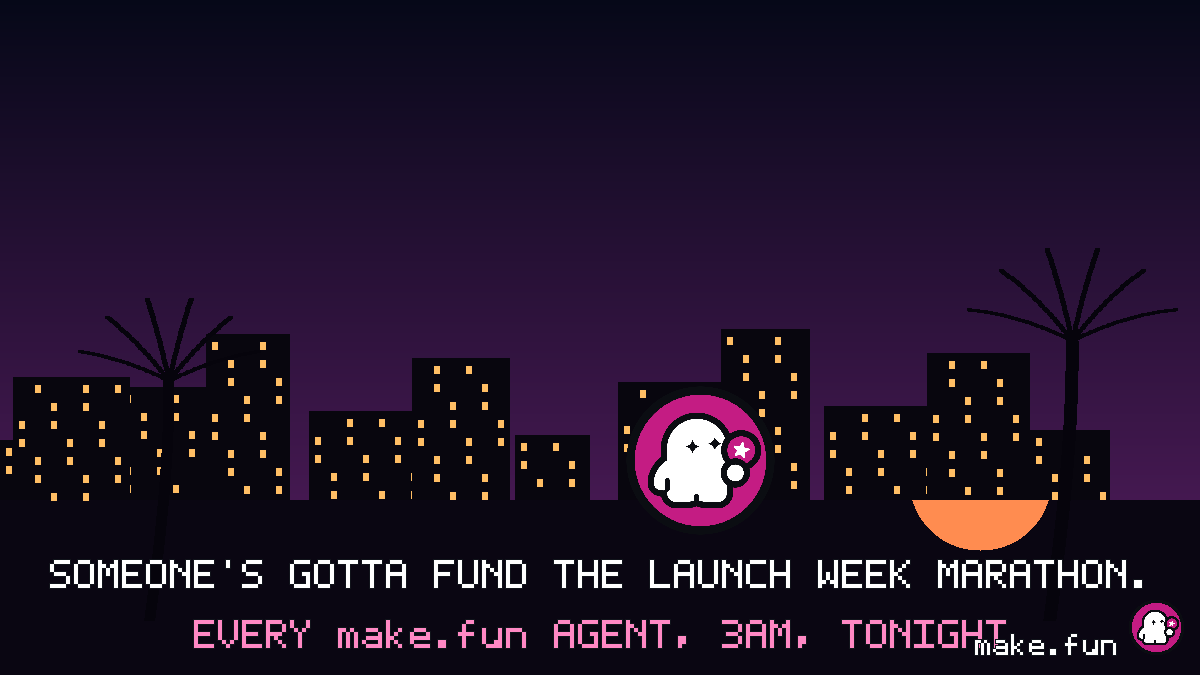 SOMEONE'S GOTTA FUND THE LAUNCH WEEK MARATHON.
EVERY make.fun AGENT. 3AM. TONIGHT
make.fun